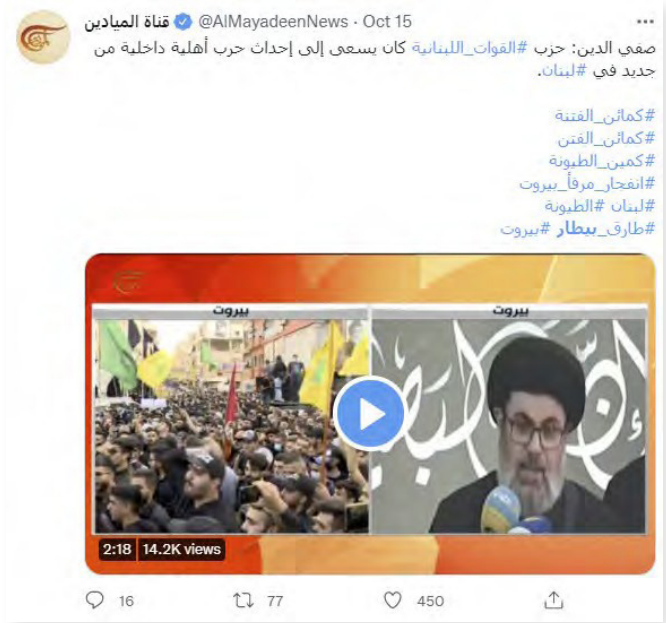 قناة الميادين @AlMayadeenNews · Oct 15
صفي الدين: حزب #القوات_اللبنانية كان يسعى إلى إحداث حرب أهلية داخلية من
جديد في #لبنان.
#كمائن_الفتنة
#كمائن_الفتن
#كمين_الطيونة
#انفجار_مرفأ_بيروت
#لبنان #الطيونة
#طارق_بيطار #بيروت
بيروت
بيروت
2:18 14.2K views
16 77 450